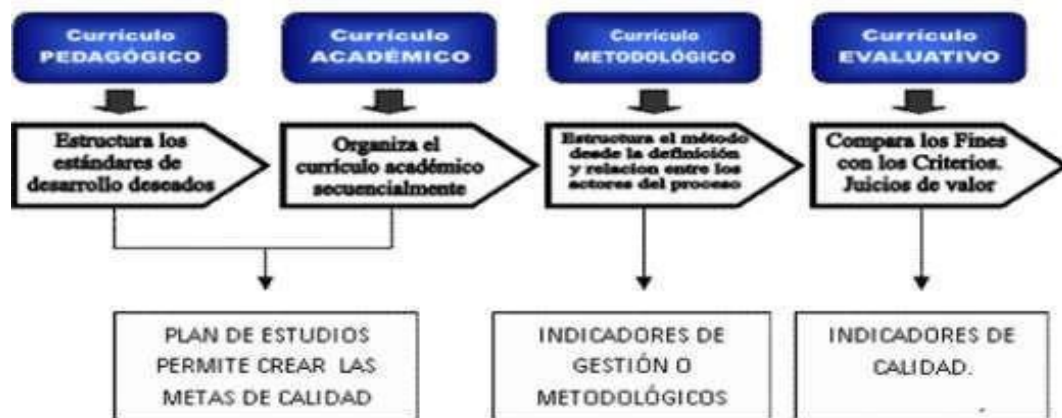 Currículo
PEDAGÓGICO
Currículo
ACADÉMICO
Currículo
METODOLÓGICO
Currículo
EVALUATIVO
Estructura los
estándares de
desarrollo deseados
Organiza el
currículo académico
secuencialmente
Estructura el método
desde la definición
y relacion entre los
actores del proceso
Compara los Fines
con los Criterios.
Juicios de valor
PLAN DE ESTUDIOS
PERMITE CREAR LAS
METAS DE CALIDAD
INDICADORES DE
GESTIÓN O
METODOLÓGICOS
INDICADORES DE
CALIDAD.